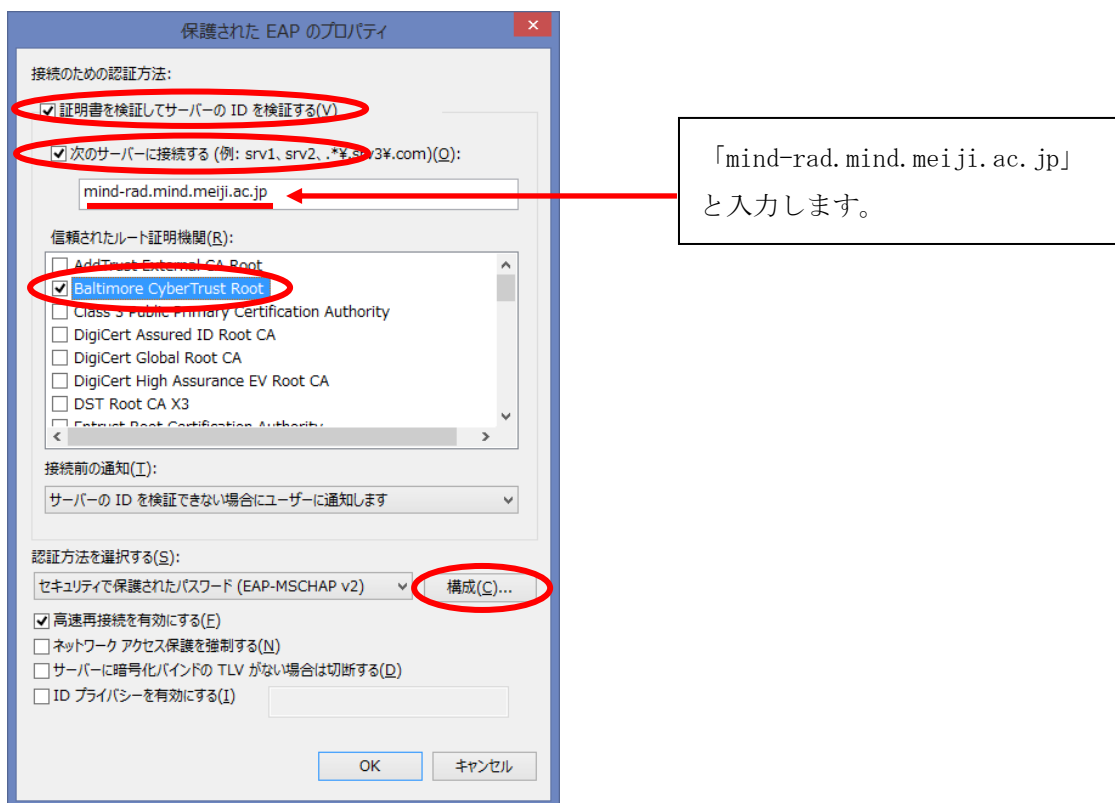 保護された EAP のプロパティ
接続のための認証方法:
証明書を検証してサーバーの ID を検証する(V)
次のサーバーに接続する (例: srv1、srv2、.*¥.srv3¥.com)(O):
mind-rad.mind.meiji.ac.jp
「mind-rad.mind.meiji.ac.jp」
と入力します。
信頼されたルート証明機関(R):
AddTrust External CA Root
Baltimore CyberTrust Root
Class 3 Public Primary Certification Authority
DigiCert Assured ID Root CA
DigiCert Global Root CA
DigiCert High Assurance EV Root CA
DST Root CA X3
Entrust Root Certification Authority
接続前の通知(T):
サーバーの ID を検証できない場合にユーザーに通知します
認証方法を選択する(S):
セキュリティで保護されたパスワード (EAP-MSCHAP v2)
構成(C)...
高速再接続を有効にする(F)
ネットワーク アクセス保護を強制する(N)
サーバーに暗号化バインドの TLV がない場合は切断する(D)
ID プライバシーを有効にする(I)
OK
キャンセル